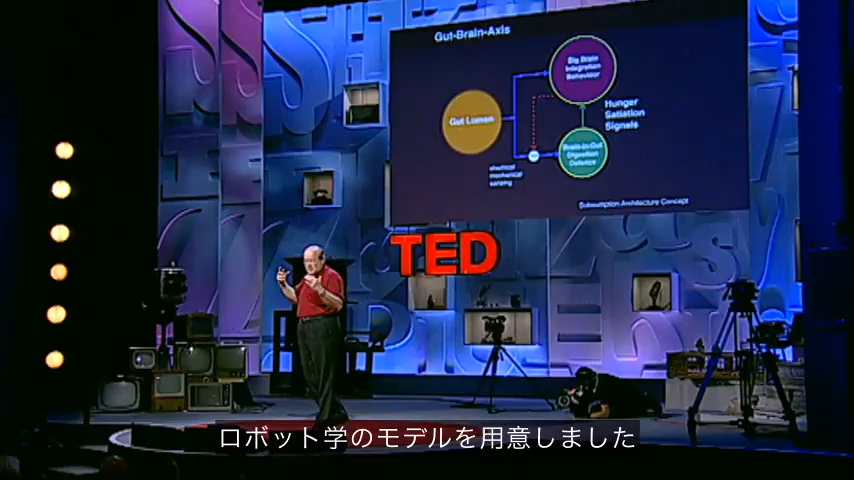 Gut-Brain-Axis
Big Brain
Integration
Behaviour
Gut Lumen
Hunger
Satiation
Signals
Brain-in-Gut
Digestion
Defence
chemical
mechanical
sensing
Subsumption Architecture Concept
TED
ロボット学のモデルを用意しました